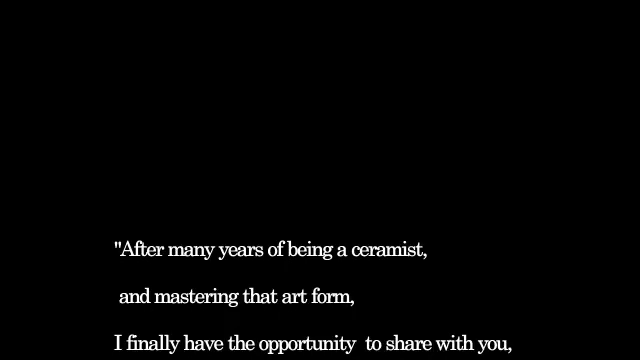 "After many years of being a ceramist,
and mastering that art form,
I finally have the opportunity  to share with you,